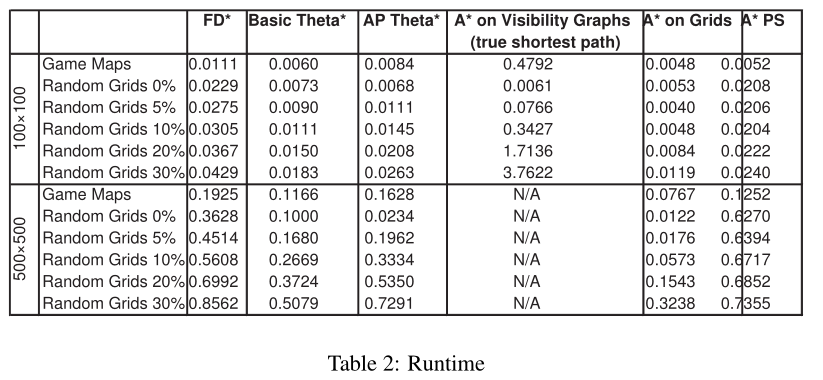 FD* Basic Theta* AP Theta* A* on Visibility Graphs A* on Grids A* PS
(true shortest path)
100×100
Game Maps 0.0111 0.0060 0.0084 0.4792 0.0048 0.0052
Random Grids 0% 0.0229 0.0073 0.0068 0.0061 0.0053 0.0208
Random Grids 5% 0.0275 0.0090 0.0111 0.0766 0.0040 0.0206
Random Grids 10% 0.0305 0.0111 0.0145 0.3427 0.0048 0.0204
Random Grids 20% 0.0367 0.0150 0.0208 1.7136 0.0084 0.0222
Random Grids 30% 0.0429 0.0183 0.0263 3.7622 0.0119 0.0240
500×500
Game Maps 0.1925 0.1166 0.1628 N/A 0.0767 0.1252
Random Grids 0% 0.3628 0.1000 0.0234 N/A 0.0122 0.6270
Random Grids 5% 0.4514 0.1680 0.1962 N/A 0.0176 0.6394
Random Grids 10% 0.5608 0.2669 0.3334 N/A 0.0573 0.6717
Random Grids 20% 0.6992 0.3724 0.5350 N/A 0.1543 0.6852
Random Grids 30% 0.8562 0.5079 0.7291 N/A 0.3238 0.7355
Table 2: Runtime